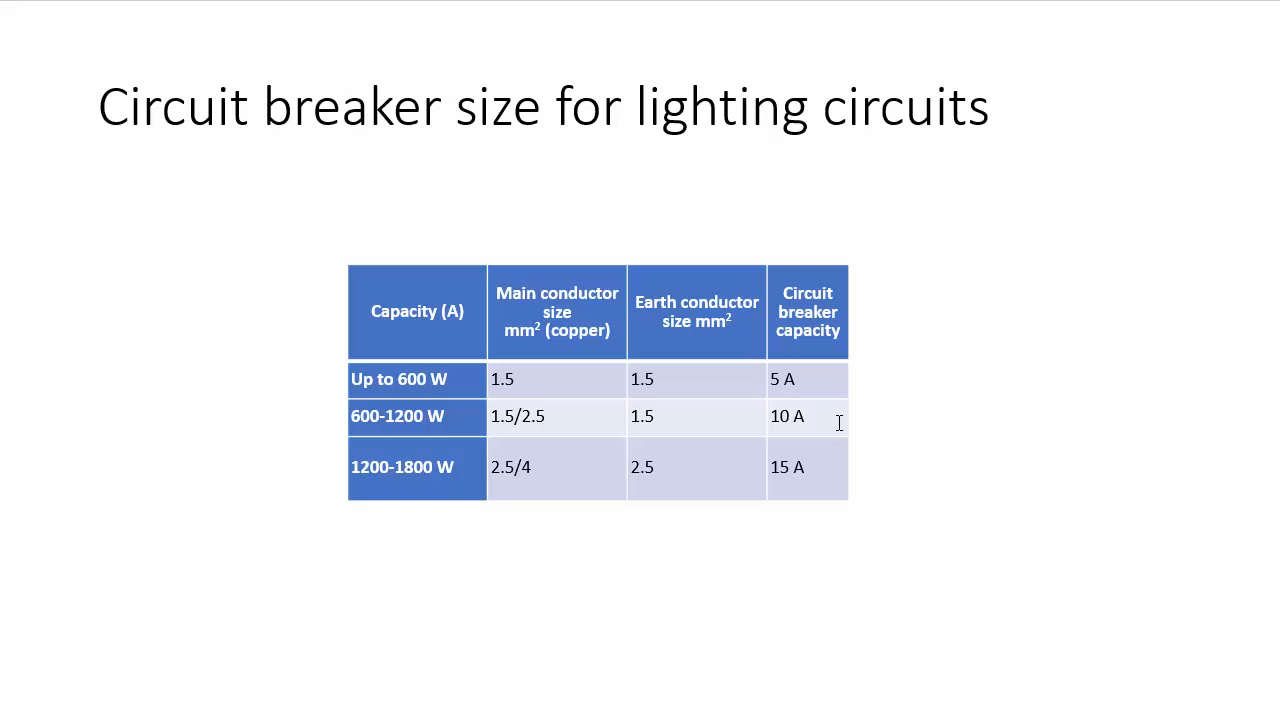 Circuit breaker size for lighting circuits
Capacity (A)
Main conductor
size
mm² (copper)
Earth conductor
size mm²
Circuit
breaker
capacity
Up to 600 W 1.5 1.5 5 A
600-1200 W 1.5/2.5 1.5 10 A
1200-1800 W 2.5/4 2.5 15 A